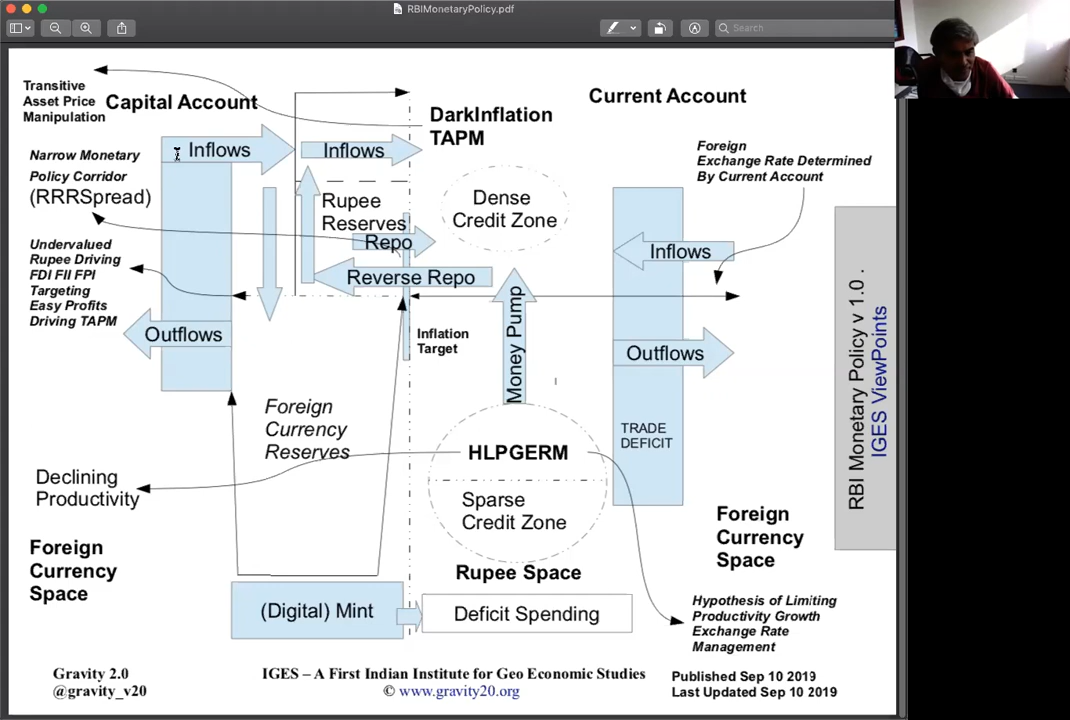 RBIMonetaryPolicy.pdf
Search
Transitive
Asset Price
Manipulation
Capital Account
DarkInflation
TAPM
Current Account
Narrow Monetary
Policy Corridor
(RRRSpread)
Inflows
Inflows
Foreign
Exchange Rate Determined
By Current Account
Rupee
Reserves
Repo
Dense
Credit Zone
Undervalued
Rupee Driving
FDI FII FPI
Targeting
Easy Profits
Driving TAPM
Reverse Repo
Inflows
Outflows
Inflation
Target
Money Pump
Outflows
Foreign
Currency
Reserves
TRADE
DEFICIT
HLPGERM
Sparse
Credit Zone
Declining
Productivity
Foreign
Currency
Space
Foreign
Currency
Space
Rupee Space
(Digital) Mint
Deficit Spending
Hypothesis of Limiting
Productivity Growth
Exchange Rate
Management
RBI Monetary Policy v 1.0 .
IGES ViewPoints
Gravity 2.0
@gravity_v20
IGES – A First Indian Institute for Geo Economic Studies
© www.gravity20.org
Published Sep 10 2019
Last Updated Sep 10 2019